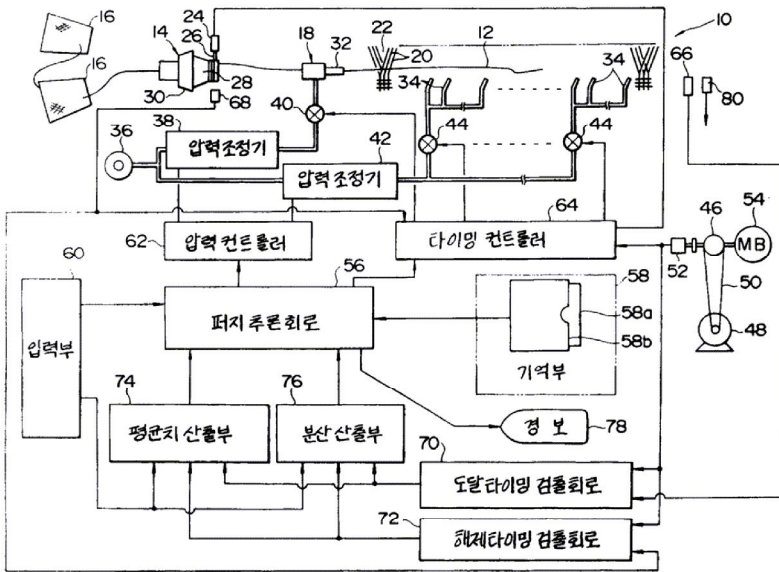 24
10
16
14
26
18
32
22
20
12
66
16
28
34
34
80
30
68
40
38
42
44
44
36
압력조정기
압력조정기
64
46
54
62
압력 컨트롤러
타이밍 컨트롤러
MB
60
56
52
50
58
퍼지 추론회로
58a
58b
48
입력부
기억부
74
76
평균치 산출부
분산 산출부
경 보
78
70
도달타이밍 검출회로
72
해제타이밍 검출회로